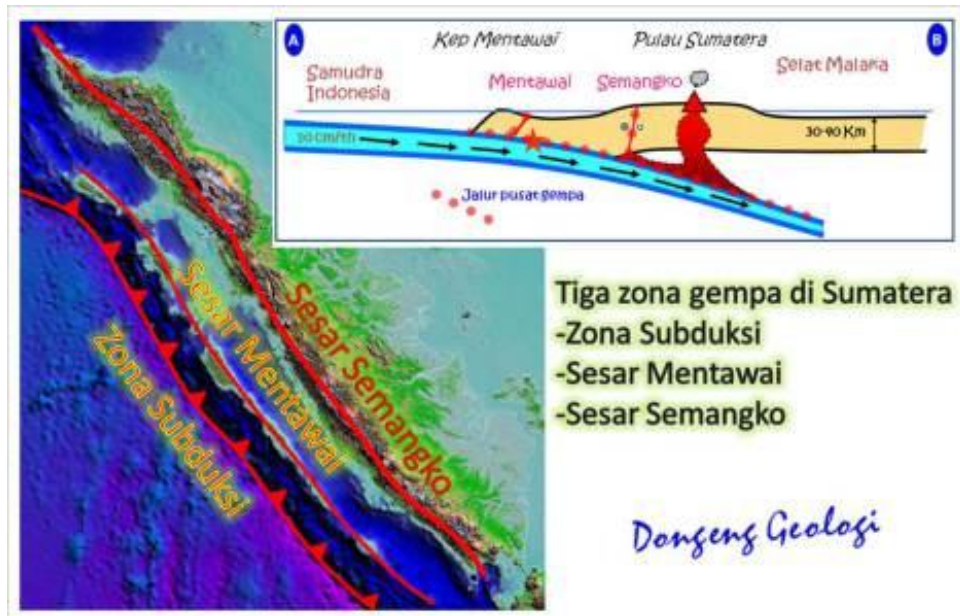 A
Kep Mentawai
Pulau Sumatera
B
Samudra
Indonesia
Mentawai
Semangko
Selat Malaka
30-90 Km
Jalur pusat gempa
Sesar Mentawai
Sesar Semangko
Zona Subduksi
Tiga zona gempa di Sumatera
-Zona Subduksi
-Sesar Mentawai
-Sesar Semangko
Dongeng Geologi